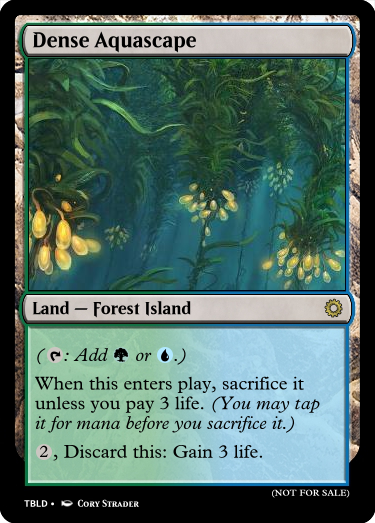 Dense Aquascape
Land — Forest Island
( : Add or .)
When this enters play, sacrifice it
unless you pay 3 life. (You may tap
it for mana before you sacrifice it.)
2, Discard this: Gain 3 life.
(NOT FOR SALE)
TBLD • Cory Strader